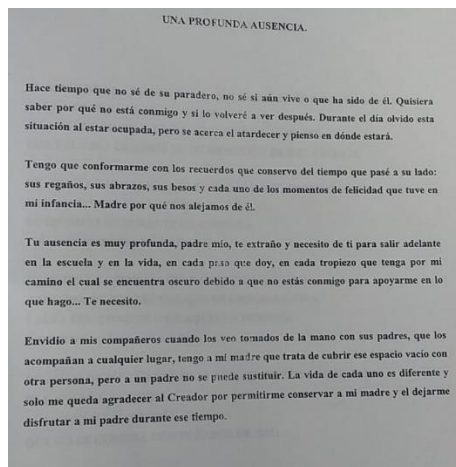 UNA PROFUNDA AUSENCIA.
Hace tiempo que no sé de su paradero, no sé si aún vive o que ha sido de él. Quisiera
saber por qué no está conmigo y si lo volveré a ver después. Durante el día olvido esta
situación al estar ocupada, pero se acerca el atardecer y pienso en dónde estará.
Tengo que conformarme con los recuerdos que conservo del tiempo que pasé a su lado:
sus regaños, sus abrazos, sus besos y cada uno de los momentos de felicidad que tuve en
mi infancia... Madre por qué nos alejamos de él.
Tu ausencia es muy profunda, padre mío, te extraño y necesito de ti para salir adelante
en la escuela y en la vida, en cada paso que doy, en cada tropiezo que tenga por mi
camino el cual se encuentra oscuro debido a que no estás conmigo para apoyarme en lo
que hago... Te necesito.
Envidio a mis compañeros cuando los veo tomados de la mano con sus padres, que los
acompañan a cualquier lugar, tengo a mi madre que trata de cubrir ese espacio vacío con
otra persona, pero a un padre no se puede sustituir. La vida de cada uno es diferente y
solo me queda agradecer al Creador por permitirme conservar a mi madre y el dejarme
disfrutar a mi padre durante ese tiempo.